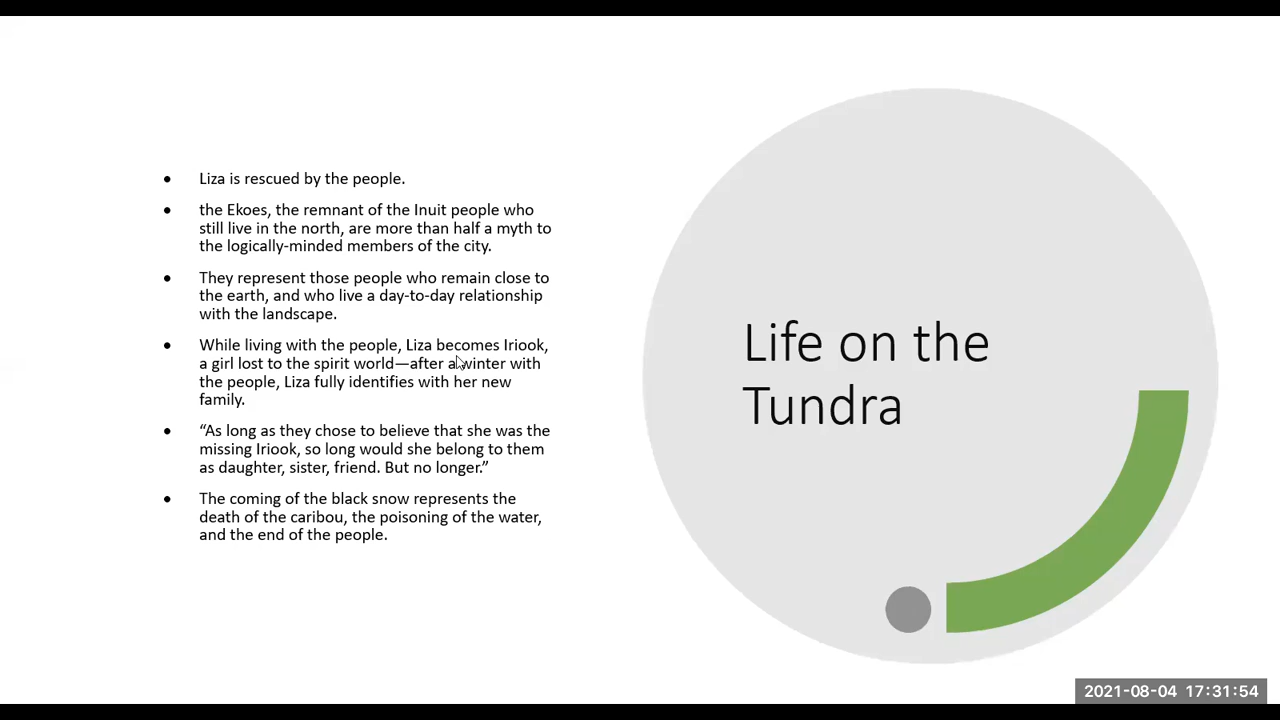 Liza is rescued by the people.
the Ekoes, the remnant of the Inuit people who
still live in the north, are more than half a myth to
the logically-minded members of the city.
They represent those people who remain close to
the earth, and who live a day-to-day relationship
with the landscape.
While living with the people, Liza becomes Iriook,
a girl lost to the spirit world—after a winter with
the people, Liza fully identifies with her new
family.
“As long as they chose to believe that she was the
missing Iriook, so long would she belong to them
as daughter, sister, friend. But no longer.”
The coming of the black snow represents the
death of the caribou, the poisoning of the water,
and the end of the people.
Life on the
Tundra
2021-08-04 17:31:54